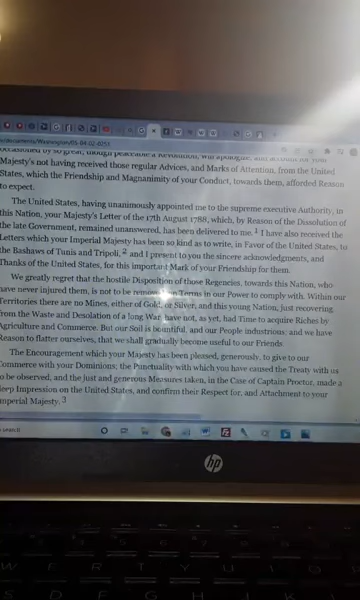 documents/Washington/05-04-02-0251
occasioned by so great, though peaceable a Revolution, will apologize, and account for your
Majesty's not having received those regular Advices, and Marks of Attention, from the United
States, which the Friendship and Magnanimity of your Conduct, towards them, afforded Reason
to expect.
The United States, having unanimously appointed me to the supreme executive Authority, in
this Nation, your Majesty's Letter of the 17th August 1788, which, by Reason of the Dissolution of
the late Government, remained unanswered, has been delivered to me.1 I have also received the
Letters which your Imperial Majesty has been so kind as to write, in Favor of the United States, to
the Bashaws of Tunis and Tripoli,2 and I present to you the sincere acknowledgments, and
Thanks of the United States, for this important Mark of your Friendship for them.
We greatly regret that the hostile Disposition of those Regencies, towards this Nation, who
have never injured them, is not to be removed, on Terms in our Power to comply with. Within our
Territories there are no Mines, either of Gold, or Silver, and this young Nation, just recovering
from the Waste and Desolation of a long War, have not, as yet, had Time to acquire Riches by
Agriculture and Commerce. But our Soil is bountiful, and our People industrious; and we have
Reason to flatter ourselves, that we shall gradually become useful to our Friends.
The Encouragement which your Majesty has been pleased, generously, to give to our
Commerce with your Dominions; the Punctuality with which you have caused the Treaty with us
to be observed, and the just and generous Measures taken, in the Case of Captain Proctor, made a
deep Impression on the United States, and confirm their Respect for, and Attachment to your
Imperial Majesty.3
hp
W E R T Y U I O
S D F G H J K L